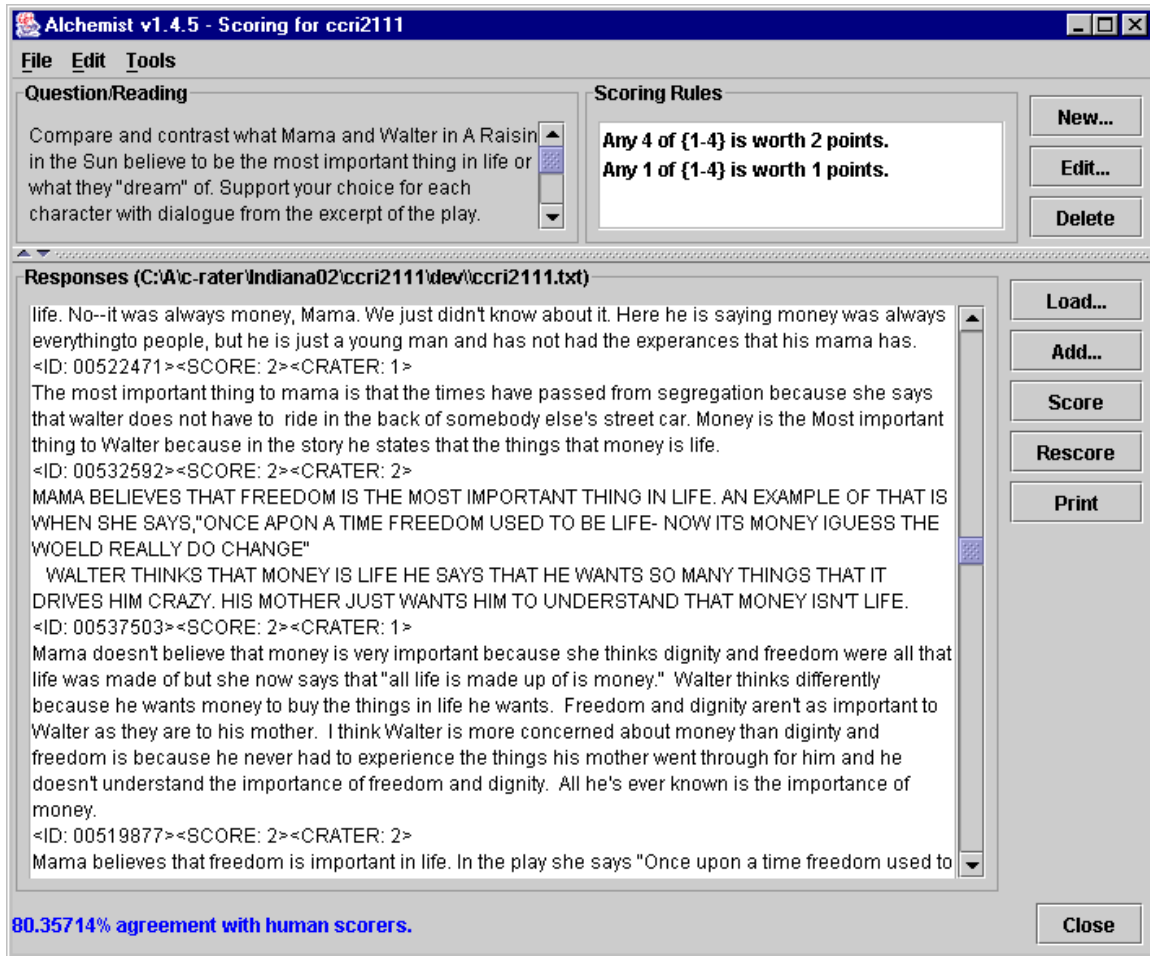 Alchemist v1.4.5 - Scoring for ccri2111
File Edit Tools
Question/Reading
Compare and contrast what Mama and Walter in A Raisin
in the Sun believe to be the most important thing in life or
what they "dream" of. Support your choice for each
character with dialogue from the excerpt of the play.
Scoring Rules
Any 4 of {1-4} is worth 2 points.
Any 1 of {1-4} is worth 1 points.
New...
Edit...
Delete
Responses (C:\A\c-rater\Indiana02\ccri2111\dev\\ccri2111.txt)
life. No--it was always money, Mama. We just didn't know about it. Here he is saying money was always
everythingto people, but he is just a young man and has not had the experances that his mama has.
<ID: 00522471><SCORE: 2><CRATER: 1>
The most important thing to mama is that the times have passed from segregation because she says
that walter does not have to  ride in the back of somebody else's street car. Money is the Most important
thing to Walter because in the story he states that the things that money is life.
<ID: 00532592><SCORE: 2><CRATER: 2>
MAMA BELIEVES THAT FREEDOM IS THE MOST IMPORTANT THING IN LIFE. AN EXAMPLE OF THAT IS
WHEN SHE SAYS,"ONCE APON A TIME FREEDOM USED TO BE LIFE- NOW ITS MONEY IGUESS THE
WOELD REALLY DO CHANGE"
WALTER THINKS THAT MONEY IS LIFE HE SAYS THAT HE WANTS SO MANY THINGS THAT IT
DRIVES HIM CRAZY. HIS MOTHER JUST WANTS HIM TO UNDERSTAND THAT MONEY ISN'T LIFE.
<ID: 00537503><SCORE: 2><CRATER: 1>
Mama doesn't believe that money is very important because she thinks dignity and freedom were all that
life was made of but she now says that "all life is made up of is money."  Walter thinks differently
because he wants money to buy the things in life he wants.  Freedom and dignity aren't as important to
Walter as they are to his mother.  I think Walter is more concerned about money than diginty and
freedom is because he never had to experience the things his mother went through for him and he
doesn't understand the importance of freedom and dignity.  All he's ever known is the importance of
money.
<ID: 00519877><SCORE: 2><CRATER: 2>
Mama believes that freedom is important in life. In the play she says "Once upon a time freedom used to
Load...
Add...
Score
Rescore
Print
80.35714% agreement with human scorers.
Close